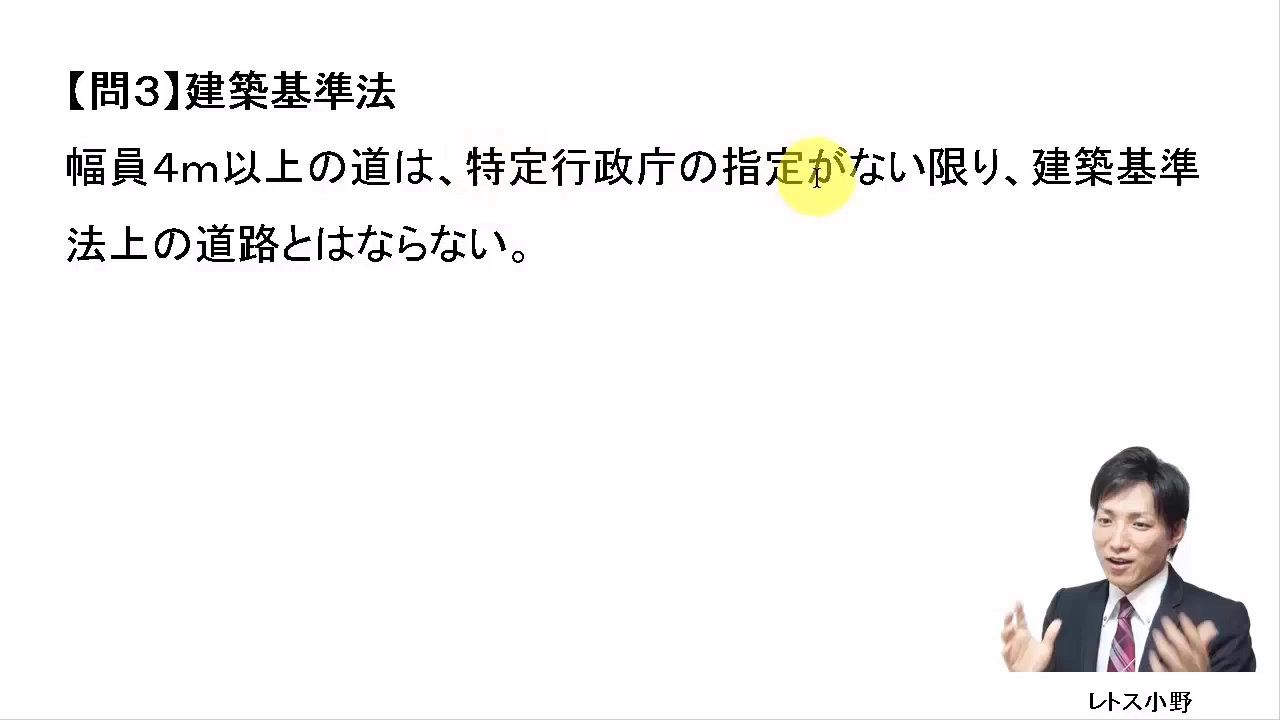 【問３】建築基準法
幅員４ｍ以上の道は、特定行政庁の指定がない限り、建築基準
法上の道路とはならない。
レトス小野